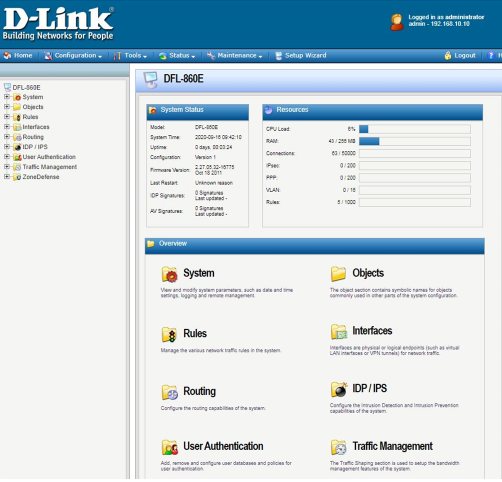 D-Link
Building Networks for People
Logged in as administrator
admin - 192.168.10.10
Home
Configuration
Tools
Status
Maintenance
Setup Wizard
Logout
H
DFL-860E
System
Objects
Rules
Interfaces
Routing
IDP / IPS
User Authentication
Traffic Management
ZoneDefense
DFL-860E
System Status
Model: DFL-860E
System Time: 2020-09-16 09:42:10
Uptime: 0 days, 00:03:24
Configuration: Version 1
Firmware Version: 2.27.05.32-16775
Oct 18 2011
Last Restart: Unknown reason
IDP Signatures: 0 Signatures
Last updated -
AV Signatures: 0 Signatures
Last updated -
Resources
CPU Load: 6%
RAM: 43 / 256 MB
Connections: 63 / 50000
IPsec: 0 / 200
PPP: 0 / 200
VLAN: 0 / 16
Rules: 5 / 1000
Overview
System
View and modify system parameters, such as date and time
settings, logging and remote management.
Objects
The object section contains symbolic names for objects
commonly used in other parts of the system configuration.
Rules
Manage the various network traffic rules in the system.
Interfaces
Interfaces are physical or logical endpoints (such as virtual
LAN interfaces or VPN tunnels) for network traffic.
Routing
Configure the routing capabilities of the system.
IDP / IPS
Configure the Intrusion Detection and Intrusion Prevention
capabilities of the system.
User Authentication
Add, remove and configure user databases and policies for
user authentication.
Traffic Management
The Traffic Shaping section is used to setup the bandwidth
management features of the system.